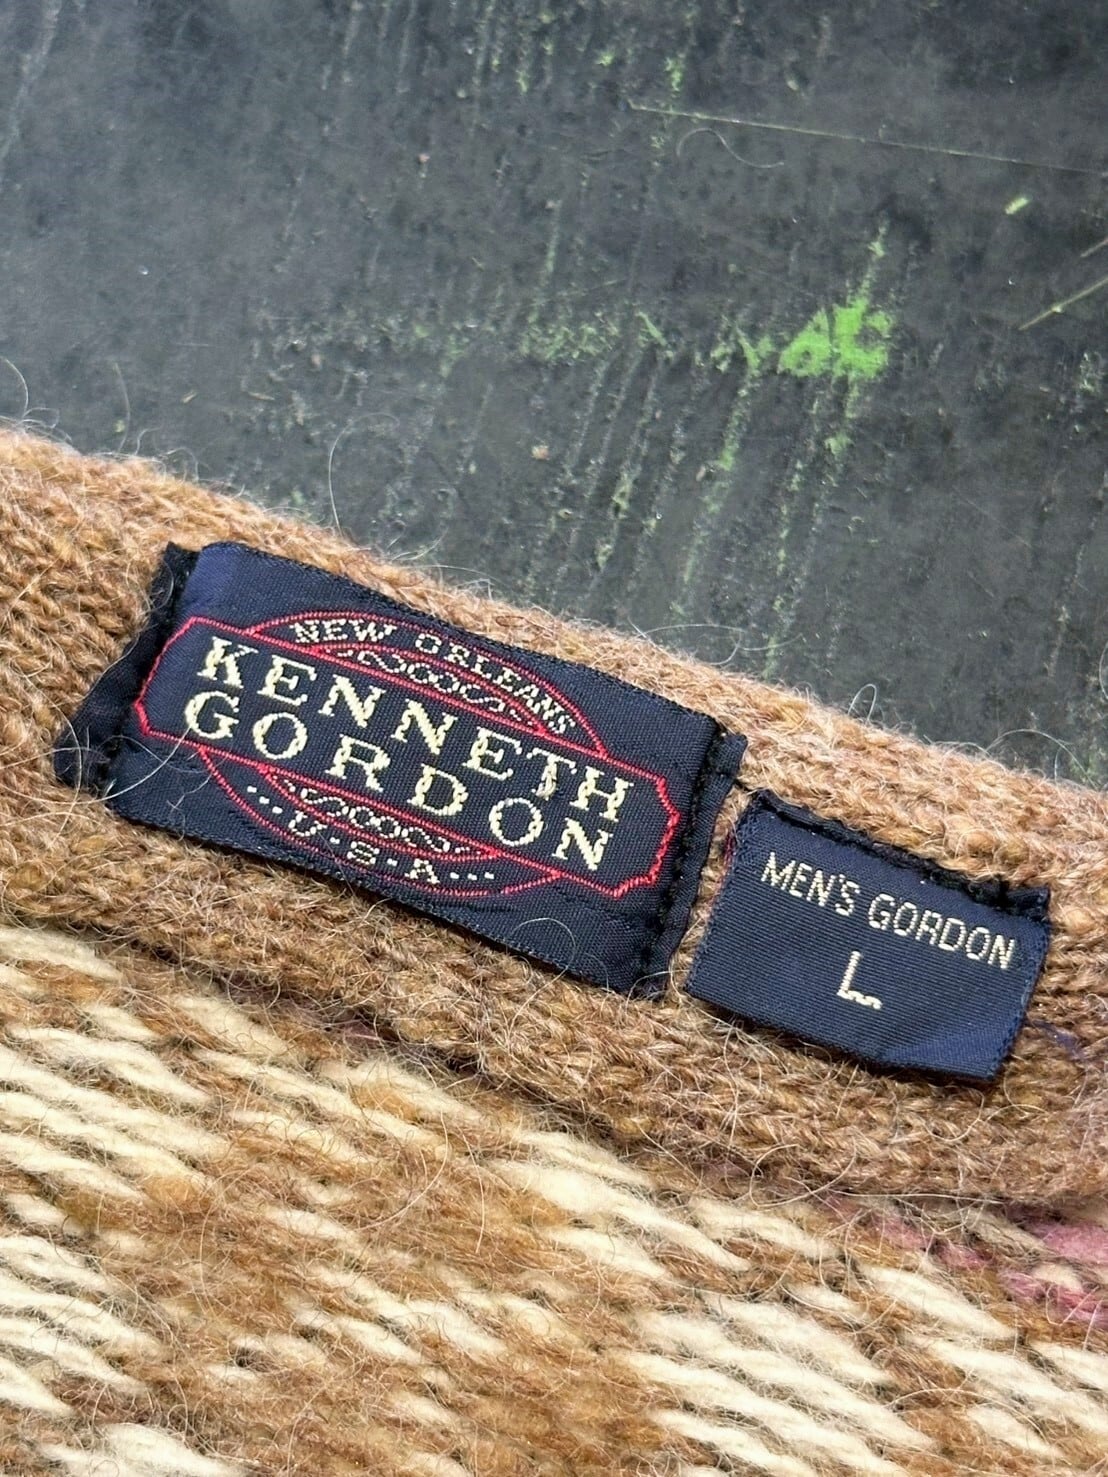 NEW ORLEANS
KENNETH
GORDON
...U.S.A...
MEN'S GORDON
L